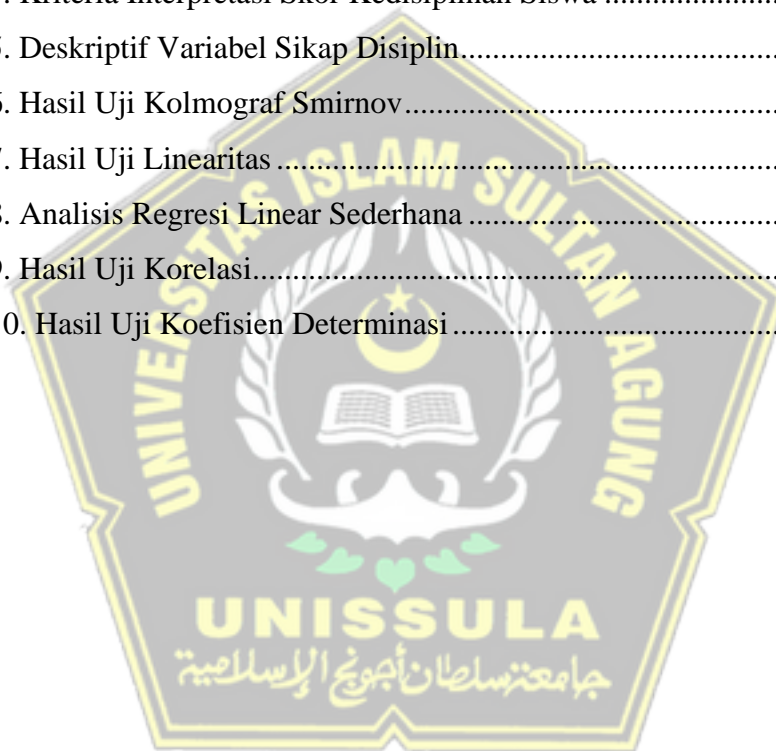 . Kriteria Interpretasi Skor Kedisiplinan Siswa ......................
5. Deskriptif Variabel Sikap Disiplin.........................................
6. Hasil Uji Kolmograf Smirnov................................................
7. Hasil Uji Linearitas ................................................................
8. Analisis Regresi Linear Sederhana .......................................
9. Hasil Uji Korelasi...................................................................
0. Hasil Uji Koefisien Determinasi ..........................................
UNIVERSITAS ISLAM SULTAN AGUNG
UNISSULA
جامعة سلطان أجونج الإسلامية